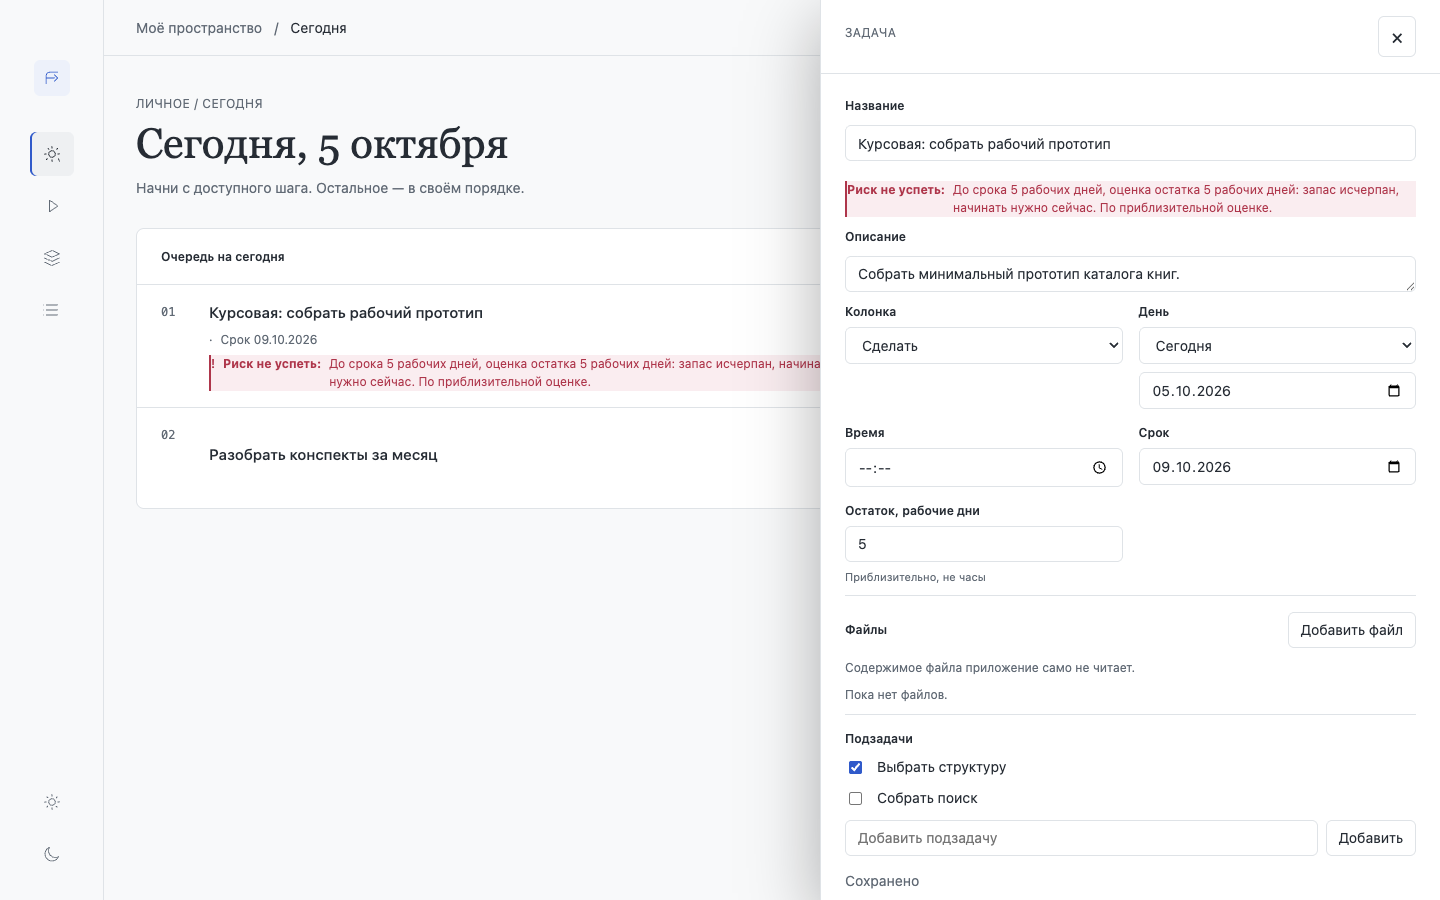 Моё пространство / Сегодня
ЛИЧНОЕ / СЕГОДНЯ
Сегодня, 5 октября
Начни с доступного шага. Остальное — в своём порядке.
Очередь на сегодня
01 Курсовая: собрать рабочий прототип
· Срок 09.10.2026
! Риск не успеть: До срока 5 рабочих дней, оценка остатка 5 рабочих дней: запас исчерпан, начина
нужно сейчас. По приблизительной оценке.
02
Разобрать конспекты за месяц
ЗАДАЧА
×
Название
Курсовая: собрать рабочий прототип
Риск не успеть: До срока 5 рабочих дней, оценка остатка 5 рабочих дней: запас исчерпан,
начинать нужно сейчас. По приблизительной оценке.
Описание
Собрать минимальный прототип каталога книг.
Колонка День
Сделать Сегодня
05.10.2026
Время Срок
--:-- 09.10.2026
Остаток, рабочие дни
5
Приблизительно, не часы
Файлы Добавить файл
Содержимое файла приложение само не читает.
Пока нет файлов.
Подзадачи
Выбрать структуру
Собрать поиск
Добавить подзадачу Добавить
Сохранено